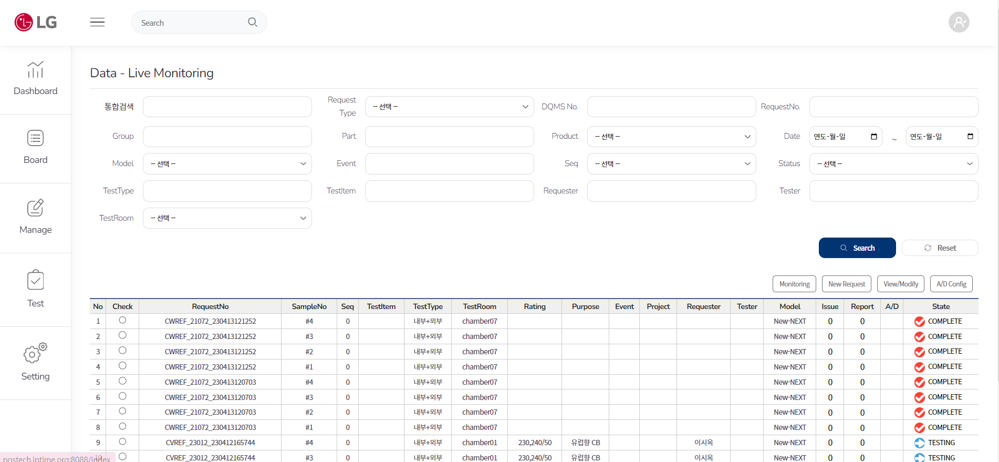 LG
Search
Dashboard
Board
Manage
Test
Setting
Data - Live Monitoring
통합검색
Request Type -- 선택 --
DQMS No.
RequestNo.
Group
Part
Product -- 선택 --
Date 연도-월-일 ~ 연도-월-일
Model -- 선택 --
Event
Seq -- 선택 --
Status -- 선택 --
TestType
TestItem
Requester
Tester
TestRoom -- 선택 --
Search Reset
Monitoring New Request View/Modify A/D Config
No Check RequestNo SampleNo Seq TestItem TestType TestRoom Rating Purpose Event Project Requester Tester Model Issue Report A/D State
1 CWREF_21072_230413121252 #4 0 내부+외부 chamber07 New-NEXT 0 0 COMPLETE
2 CWREF_21072_230413121252 #3 0 내부+외부 chamber07 New-NEXT 0 0 COMPLETE
3 CWREF_21072_230413121252 #2 0 내부+외부 chamber07 New-NEXT 0 0 COMPLETE
4 CWREF_21072_230413121252 #1 0 내부+외부 chamber07 New-NEXT 0 0 COMPLETE
5 CWREF_21072_230413120703 #4 0 내부+외부 chamber07 New-NEXT 0 0 COMPLETE
6 CWREF_21072_230413120703 #3 0 내부+외부 chamber07 New-NEXT 0 0 COMPLETE
7 CWREF_21072_230413120703 #2 0 내부+외부 chamber07 New-NEXT 0 0 COMPLETE
8 CWREF_21072_230413120703 #1 0 내부+외부 chamber07 New-NEXT 0 0 COMPLETE
9 CVREF_23012_230412165744 #4 0 내부+외부 chamber01 230,240/50 유럽향 CB 이시옥 New-NEXT 0 0 TESTING
10 CVREF_23012_230412165744 #3 0 내부+외부 chamber01 230,240/50 유럽향 CB 이시옥 New-NEXT 0 0 TESTING
postech.iptime.org:8088/index